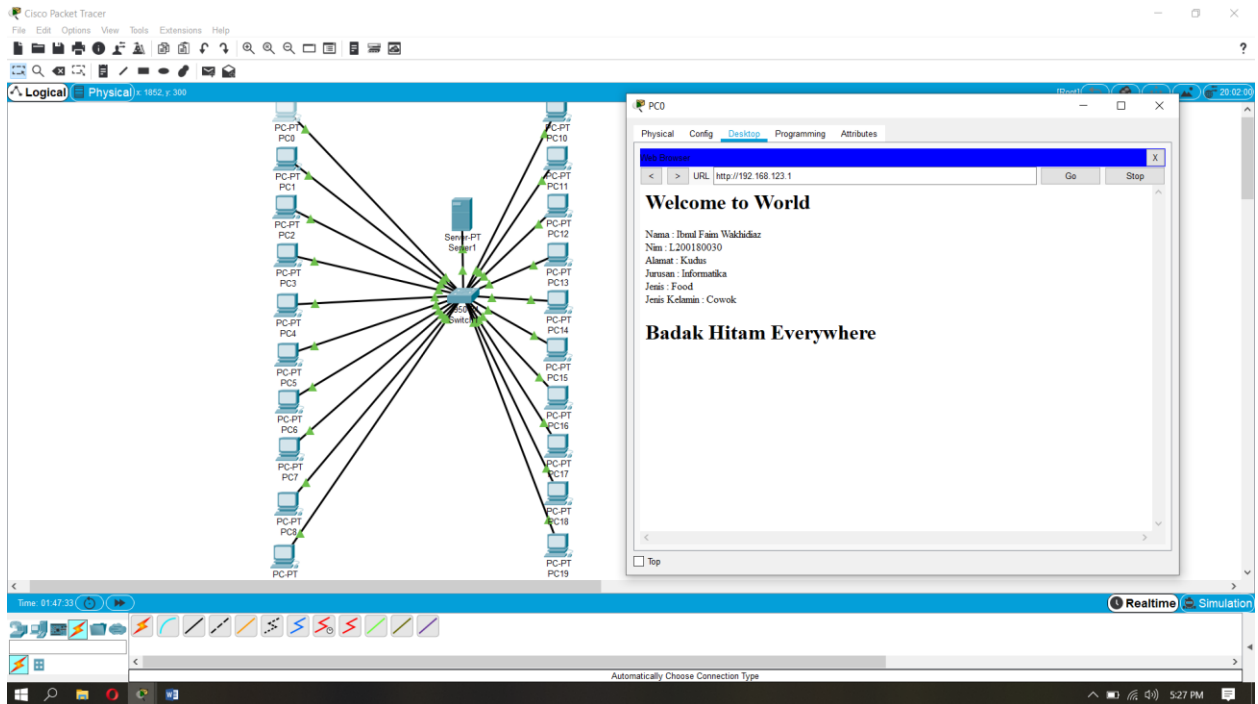 Cisco Packet Tracer
File Edit Options View Tools Extensions Help
?
Logical Physical x: 1852, y: 300
[Root] 20:02:00
PC-PT
PC0
PC-PT
PC1
PC-PT
PC2
PC-PT
PC3
PC-PT
PC4
PC-PT
PC5
PC-PT
PC6
PC-PT
PC7
PC-PT
PC8
PC-PT
Server-PT
Server1
Switch
PC-PT
PC10
PC-PT
PC11
PC-PT
PC12
PC-PT
PC13
PC-PT
PC14
PC-PT
PC15
PC-PT
PC16
PC-PT
PC17
PC-PT
PC18
PC-PT
PC19
PC0
Physical Config Desktop Programming Attributes
Web Browser
X
< > URL http://192.168.123.1 Go Stop
Welcome to World
Nama : Ibnul Faim Wakhidiaz
Nim : L200180030
Alamat : Kudus
Jurusan : Informatika
Jenis : Food
Jenis Kelamin : Cowok
Badak Hitam Everywhere
Top
Time: 01:47:33
Realtime Simulation
Automatically Choose Connection Type
5:27 PM